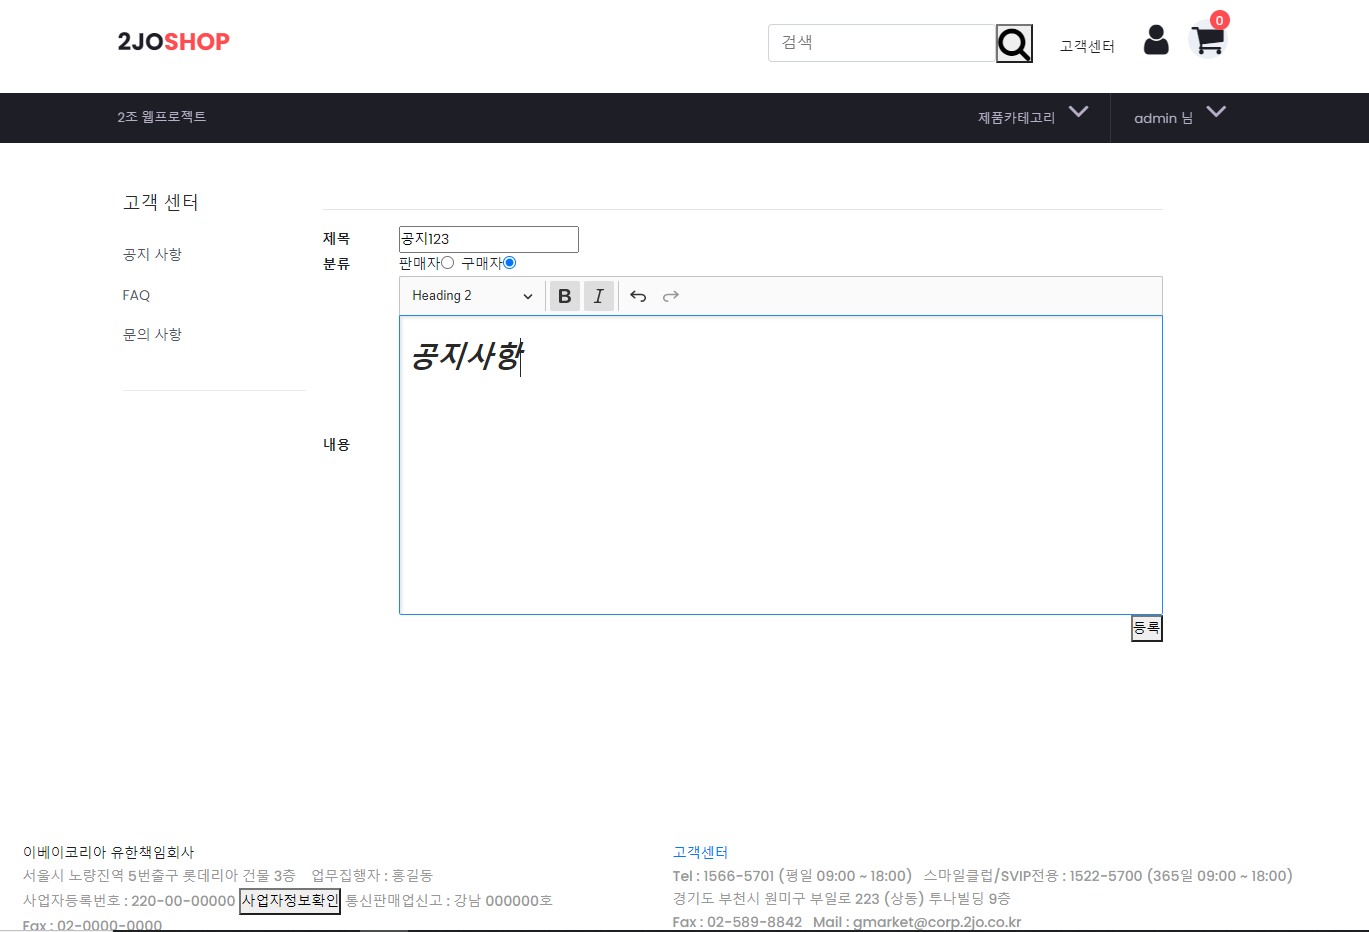 2JOSHOP
검색
고객센터
0
2조 웹프로젝트
제품카테고리
admin 님
고객 센터
공지 사항
FAQ
문의 사항
제목 공지123
분류 판매자 구매자
Heading 2 B I
공지사항
내용
등록
이베이코리아 유한책임회사
서울시 노량진역 5번출구 롯데리아 건물 3층 업무집행자 : 홍길동
사업자등록번호 : 220-00-00000 사업자정보확인 통신판매업신고 : 강남 000000호
Fax : 02-0000-0000
고객센터
Tel : 1566-5701 (평일 09:00 ~ 18:00) 스마일클럽/SVIP전용 : 1522-5700 (365일 09:00 ~ 18:00)
경기도 부천시 원미구 부일로 223 (상동) 투나빌딩 9층
Fax : 02-589-8842 Mail : gmarket@corp.2jo.co.kr